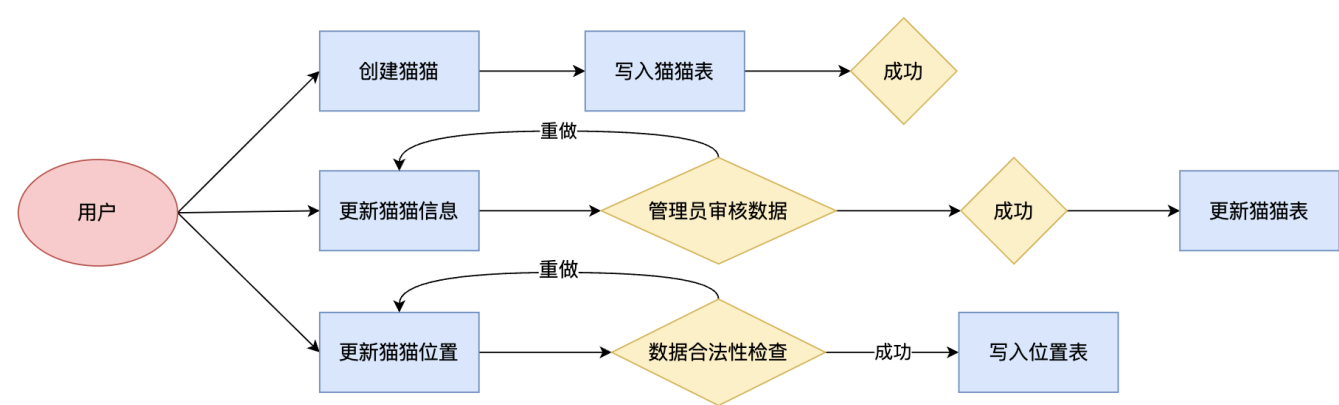 创建猫猫
写入猫猫表
成功
重做
用户
更新猫猫信息
管理员审核数据
成功
更新猫猫表
重做
更新猫猫位置
数据合法性检查
成功
写入位置表